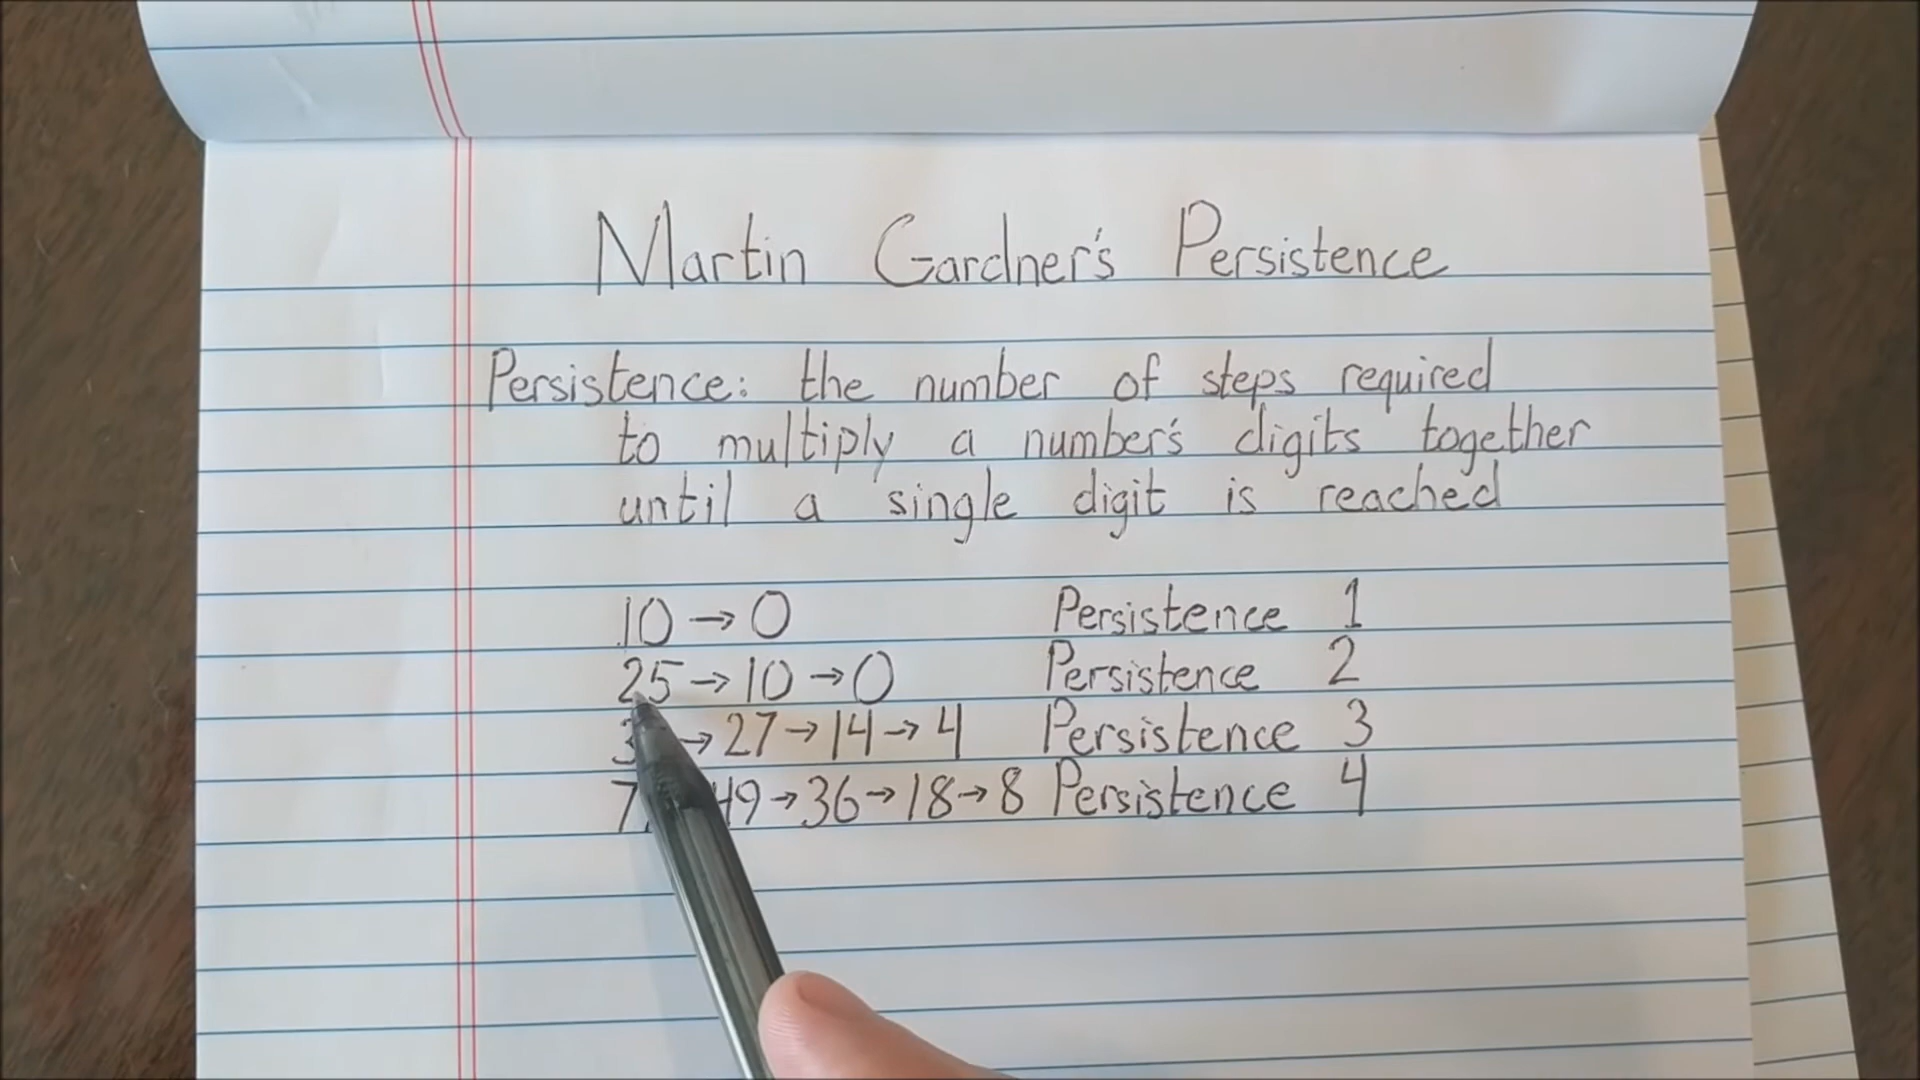 Martin Gardner's Persistence
Persistence: the number of steps required
to multiply a number's digits together
until a single digit is reached
10 → 0 Persistence 1
25 → 10 → 0 Persistence 2
→ 27 → 14 → 4 Persistence 3
49 → 36 → 18 → 8 Persistence 4